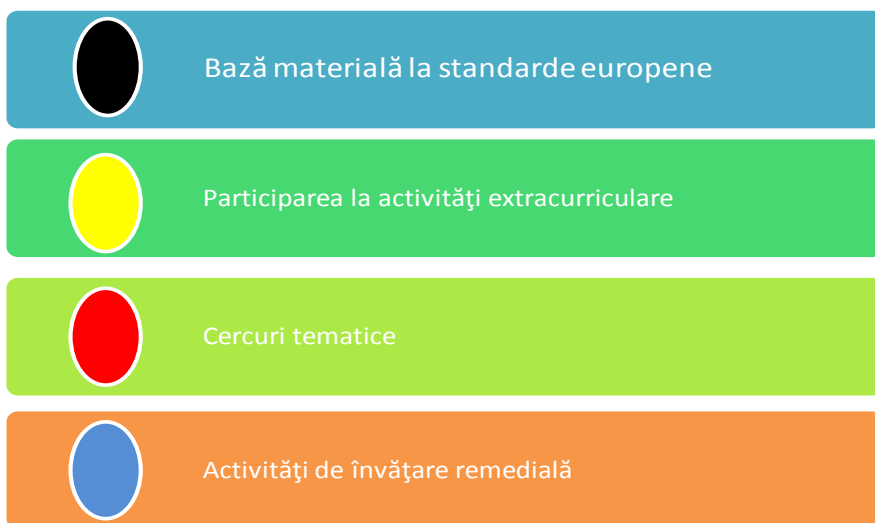 Bază materială la standarde europene
Participarea la activităţi extracurriculare
Cercuri tematice
Activităţi de învăţare remedială